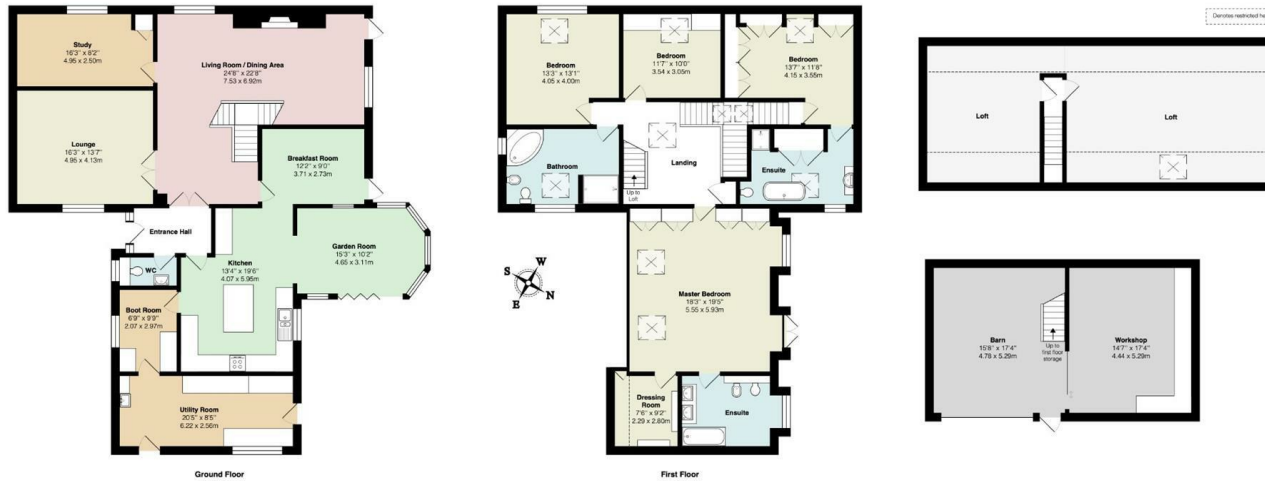 Study
16'3" x 8'2"
4.95 x 2.50m
Living Room / Dining Area
24'8" x 22'8"
7.53 x 6.92m
Lounge
16'3" x 13'7"
4.95 x 4.13m
Breakfast Room
12'2" x 9'0"
3.71 x 2.73m
Entrance Hall
WC
Kitchen
13'4" x 19'6"
4.07 x 5.95m
Garden Room
15'3" x 10'2"
4.65 x 3.11m
Boot Room
6'9" x 9'9"
2.07 x 2.97m
Utility Room
20'5" x 8'5"
6.22 x 2.56m
Ground Floor
Bedroom
13'3" x 13'1"
4.05 x 4.00m
Bedroom
11'7" x 10'0"
3.54 x 3.05m
Bedroom
13'7" x 11'8"
4.15 x 3.55m
Bathroom
Landing
Up to
Loft
Ensuite
S
W
E
N
Master Bedroom
18'3" x 19'5"
5.55 x 5.93m
Dressing
Room
7'6" x 9'2"
2.29 x 2.80m
Ensuite
First Floor
Denotes restricted he
Loft
Loft
Barn
15'8" x 17'4"
4.78 x 5.29m
Up to
first floor
storage
Workshop
14'7" x 17'4"
4.44 x 5.29m